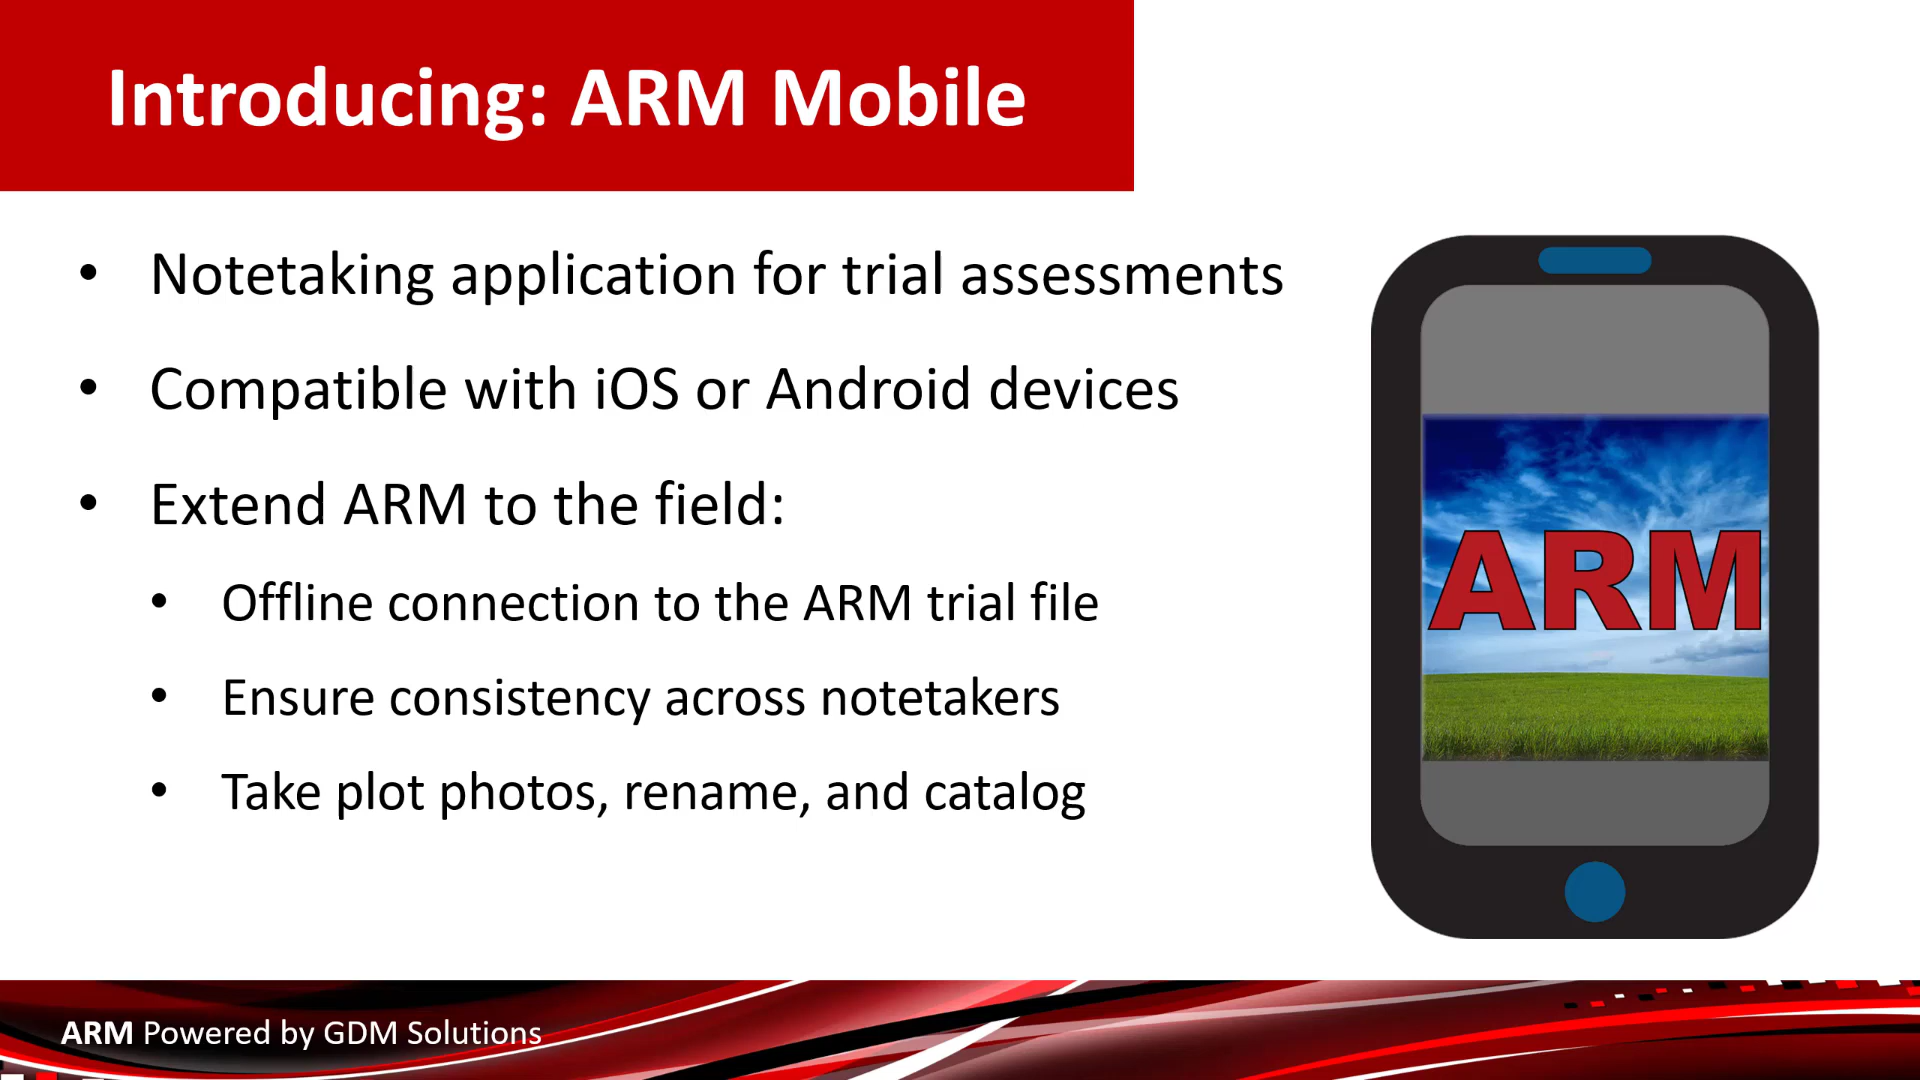 Introducing: ARM Mobile
• Notetaking application for trial assessments
• Compatible with iOS or Android devices
• Extend ARM to the field:
• Offline connection to the ARM trial file
• Ensure consistency across notetakers
• Take plot photos, rename, and catalog
ARM
ARM Powered by GDM Solutions